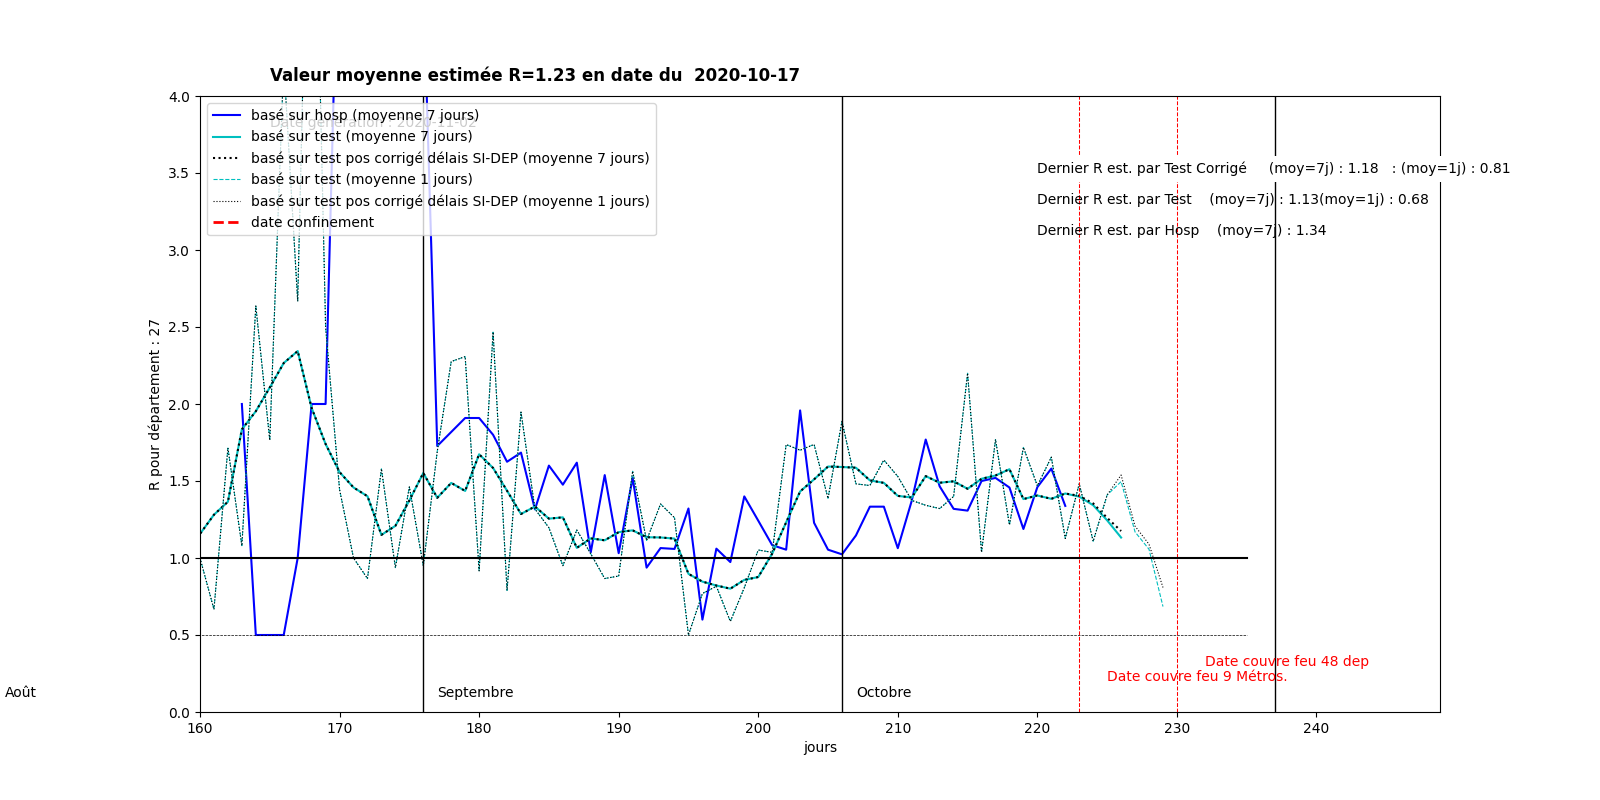 Valeur moyenne estimée R=1.23 en date du  2020-10-17
basé sur hosp (moyenne 7 jours)
Date génération : 2020-11-02
basé sur test (moyenne 7 jours)
basé sur test pos corrigé délais SI-DEP (moyenne 7 jours)
basé sur test (moyenne 1 jours)
basé sur test pos corrigé délais SI-DEP (moyenne 1 jours)
date confinement
Dernier R est. par Test Corrigé (moy=7j) : 1.18 : (moy=1j) : 0.81
Dernier R est. par Test (moy=7j) : 1.13(moy=1j) : 0.68
Dernier R est. par Hosp (moy=7j) : 1.34
R pour département : 27
4.0
3.5
3.0
2.5
2.0
1.5
1.0
0.5
0.0
Date couvre feu 48 dep
Date couvre feu 9 Métros.
Août Septembre Octobre
160 170 180 190 200 210 220 230 240
jours